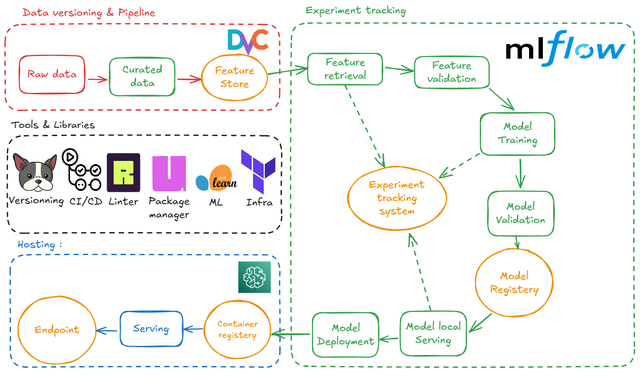 Data versioning & Pipeline
DVC
Raw data
Curated
data
Feature
Store
Experiment tracking
mlflow
Feature
retrieval
Feature
validation
Model
Training
Experiment
tracking
system
Model
Validation
Model
Registery
Model local
Serving
Model
Deployment
Tools & Libraries
R
learn
Versionning
CI/CD
Linter
Package
manager
ML
Infra
Hosting :
Container
registery
Serving
Endpoint